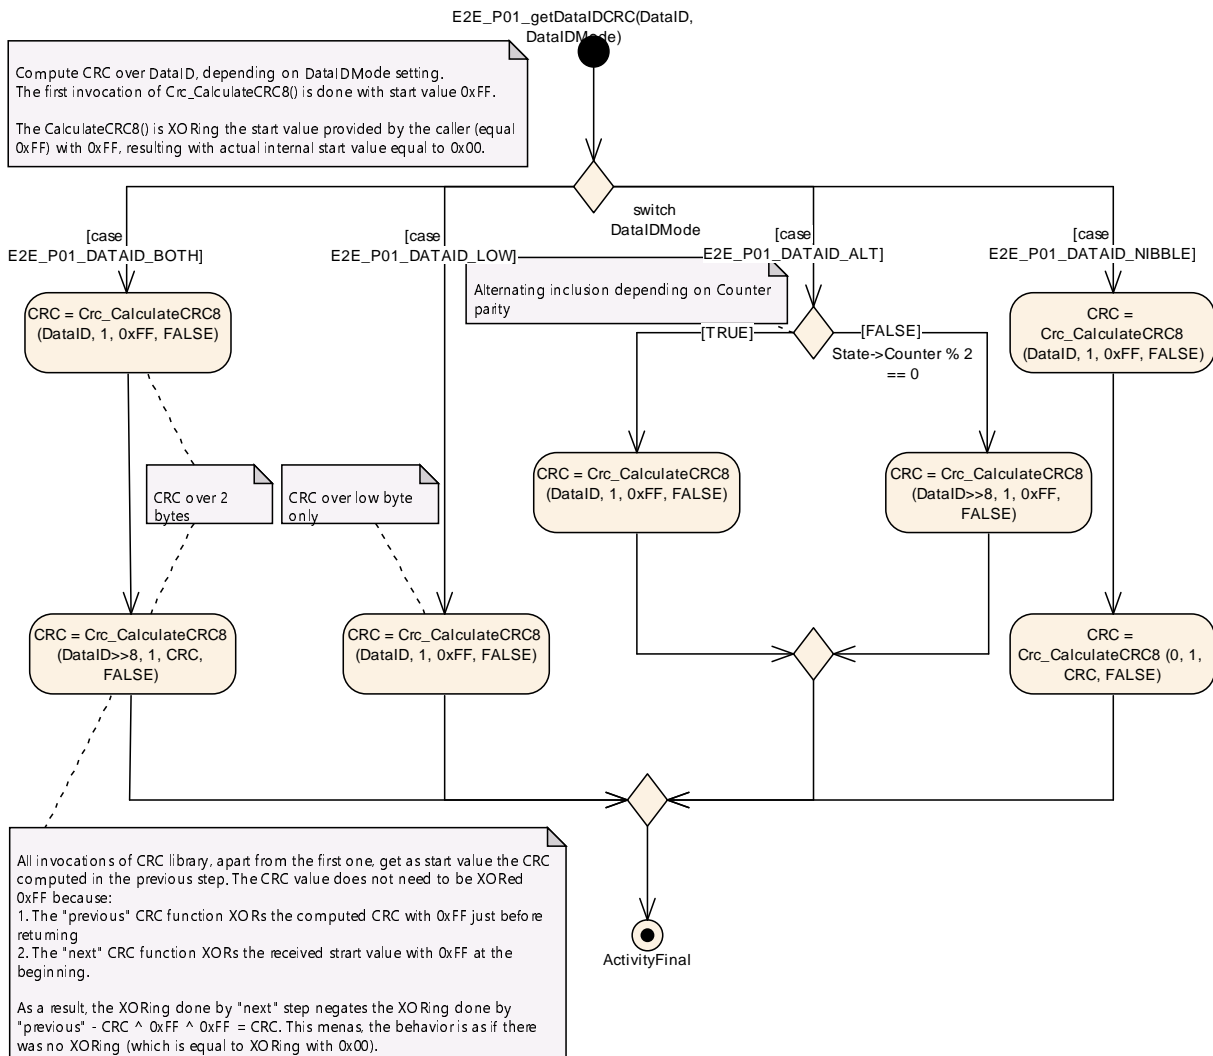 E2E_P01_getDataIDCRC(DataID,
DataIDMode)
Compute CRC over DataID, depending on DataIDMode setting.
The first invocation of Crc_CalculateCRC8() is done with start value 0xFF.
The CalculateCRC8() is XORing the start value provided by the caller (equal
0xFF) with 0xFF, resulting with actual internal start value equal to 0x00.
switch
DataIDMode
[case
E2E_P01_DATAID_BOTH]
[case
E2E_P01_DATAID_LOW]
[case
E2E_P01_DATAID_ALT]
[case
E2E_P01_DATAID_NIBBLE]
Alternating inclusion depending on Counter
parity
CRC = Crc_CalculateCRC8
(DataID, 1, 0xFF, FALSE)
[TRUE]
[FALSE]
State->Counter % 2
== 0
CRC =
Crc_CalculateCRC8
(DataID, 1, 0xFF, FALSE)
CRC over 2
bytes
CRC over low byte
only
CRC = Crc_CalculateCRC8
(DataID, 1, 0xFF, FALSE)
CRC = Crc_CalculateCRC8
(DataID>>8, 1, 0xFF,
FALSE)
CRC = Crc_CalculateCRC8
(DataID>>8, 1, CRC,
FALSE)
CRC = Crc_CalculateCRC8
(DataID, 1, 0xFF, FALSE)
CRC =
Crc_CalculateCRC8 (0, 1,
CRC, FALSE)
All invocations of CRC library, apart from the first one, get as start value the CRC
computed in the previous step. The CRC value does not need to be XORed
0xFF because:
1. The "previous" CRC function XORs the computed CRC with 0xFF just before
returning
2. The "next" CRC function XORs the received strart value with 0xFF at the
beginning.
As a result, the XORing done by "next" step negates the XORing done by
"previous" - CRC ^ 0xFF ^ 0xFF = CRC. This menas, the behavior is as if there
was no XORing (which is equal to XORing with 0x00).
ActivityFinal